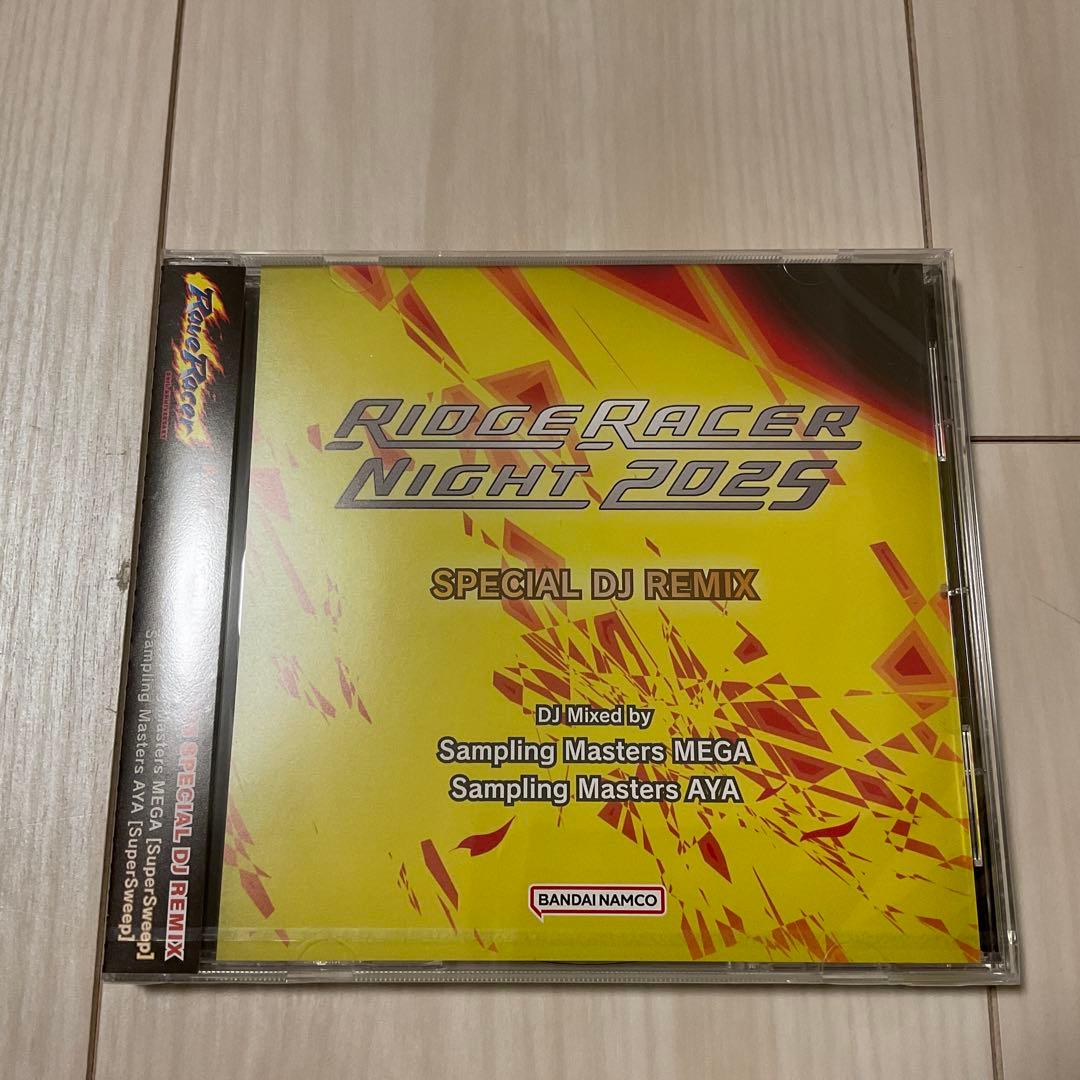 Rave Racer
RIDGE RACER
NIGHT 2025
SPECIAL DJ REMIX
DJ Mixed by
Sampling Masters MEGA
Sampling Masters AYA
BANDAI NAMCO
SPECIAL DJ REMIX
Masters MEGA [SuperSweep]
Sampling Masters AYA [SuperSweep]